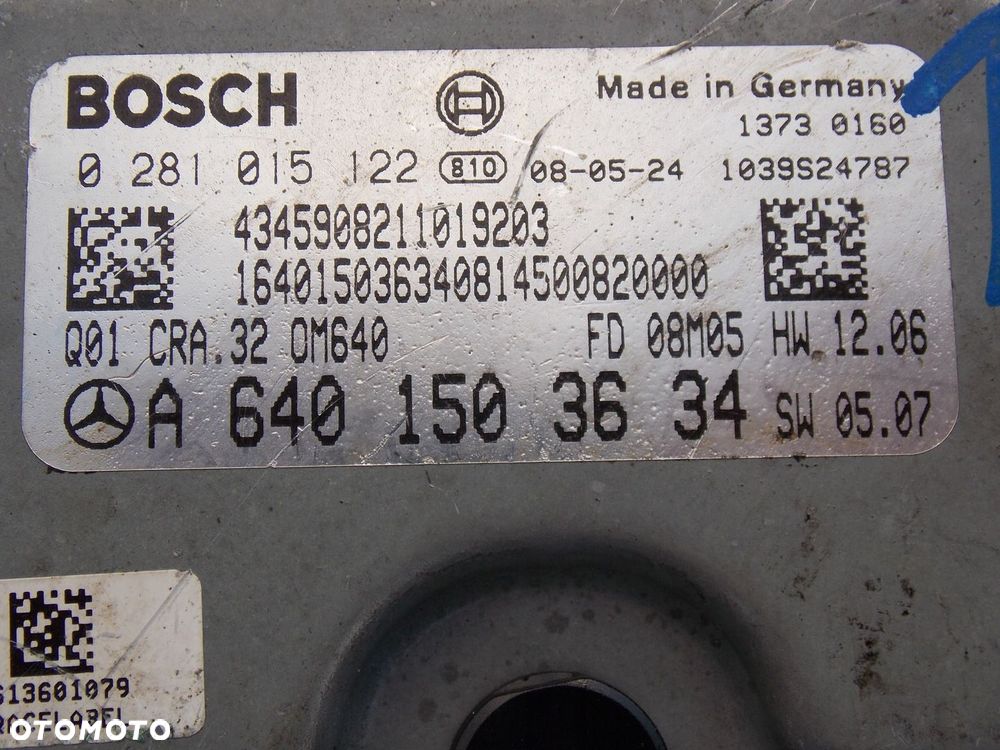 BOSCH Made in Germany
1373 0160
0 281 015 122 810 08-05-24 1039S24787
4345908211019203
164015036340814500820000
Q01 CRA.32 OM640 FD 08M05 HW 12.06
A 640 150 36 34 SW 05.07
613601079
OTOMOTO